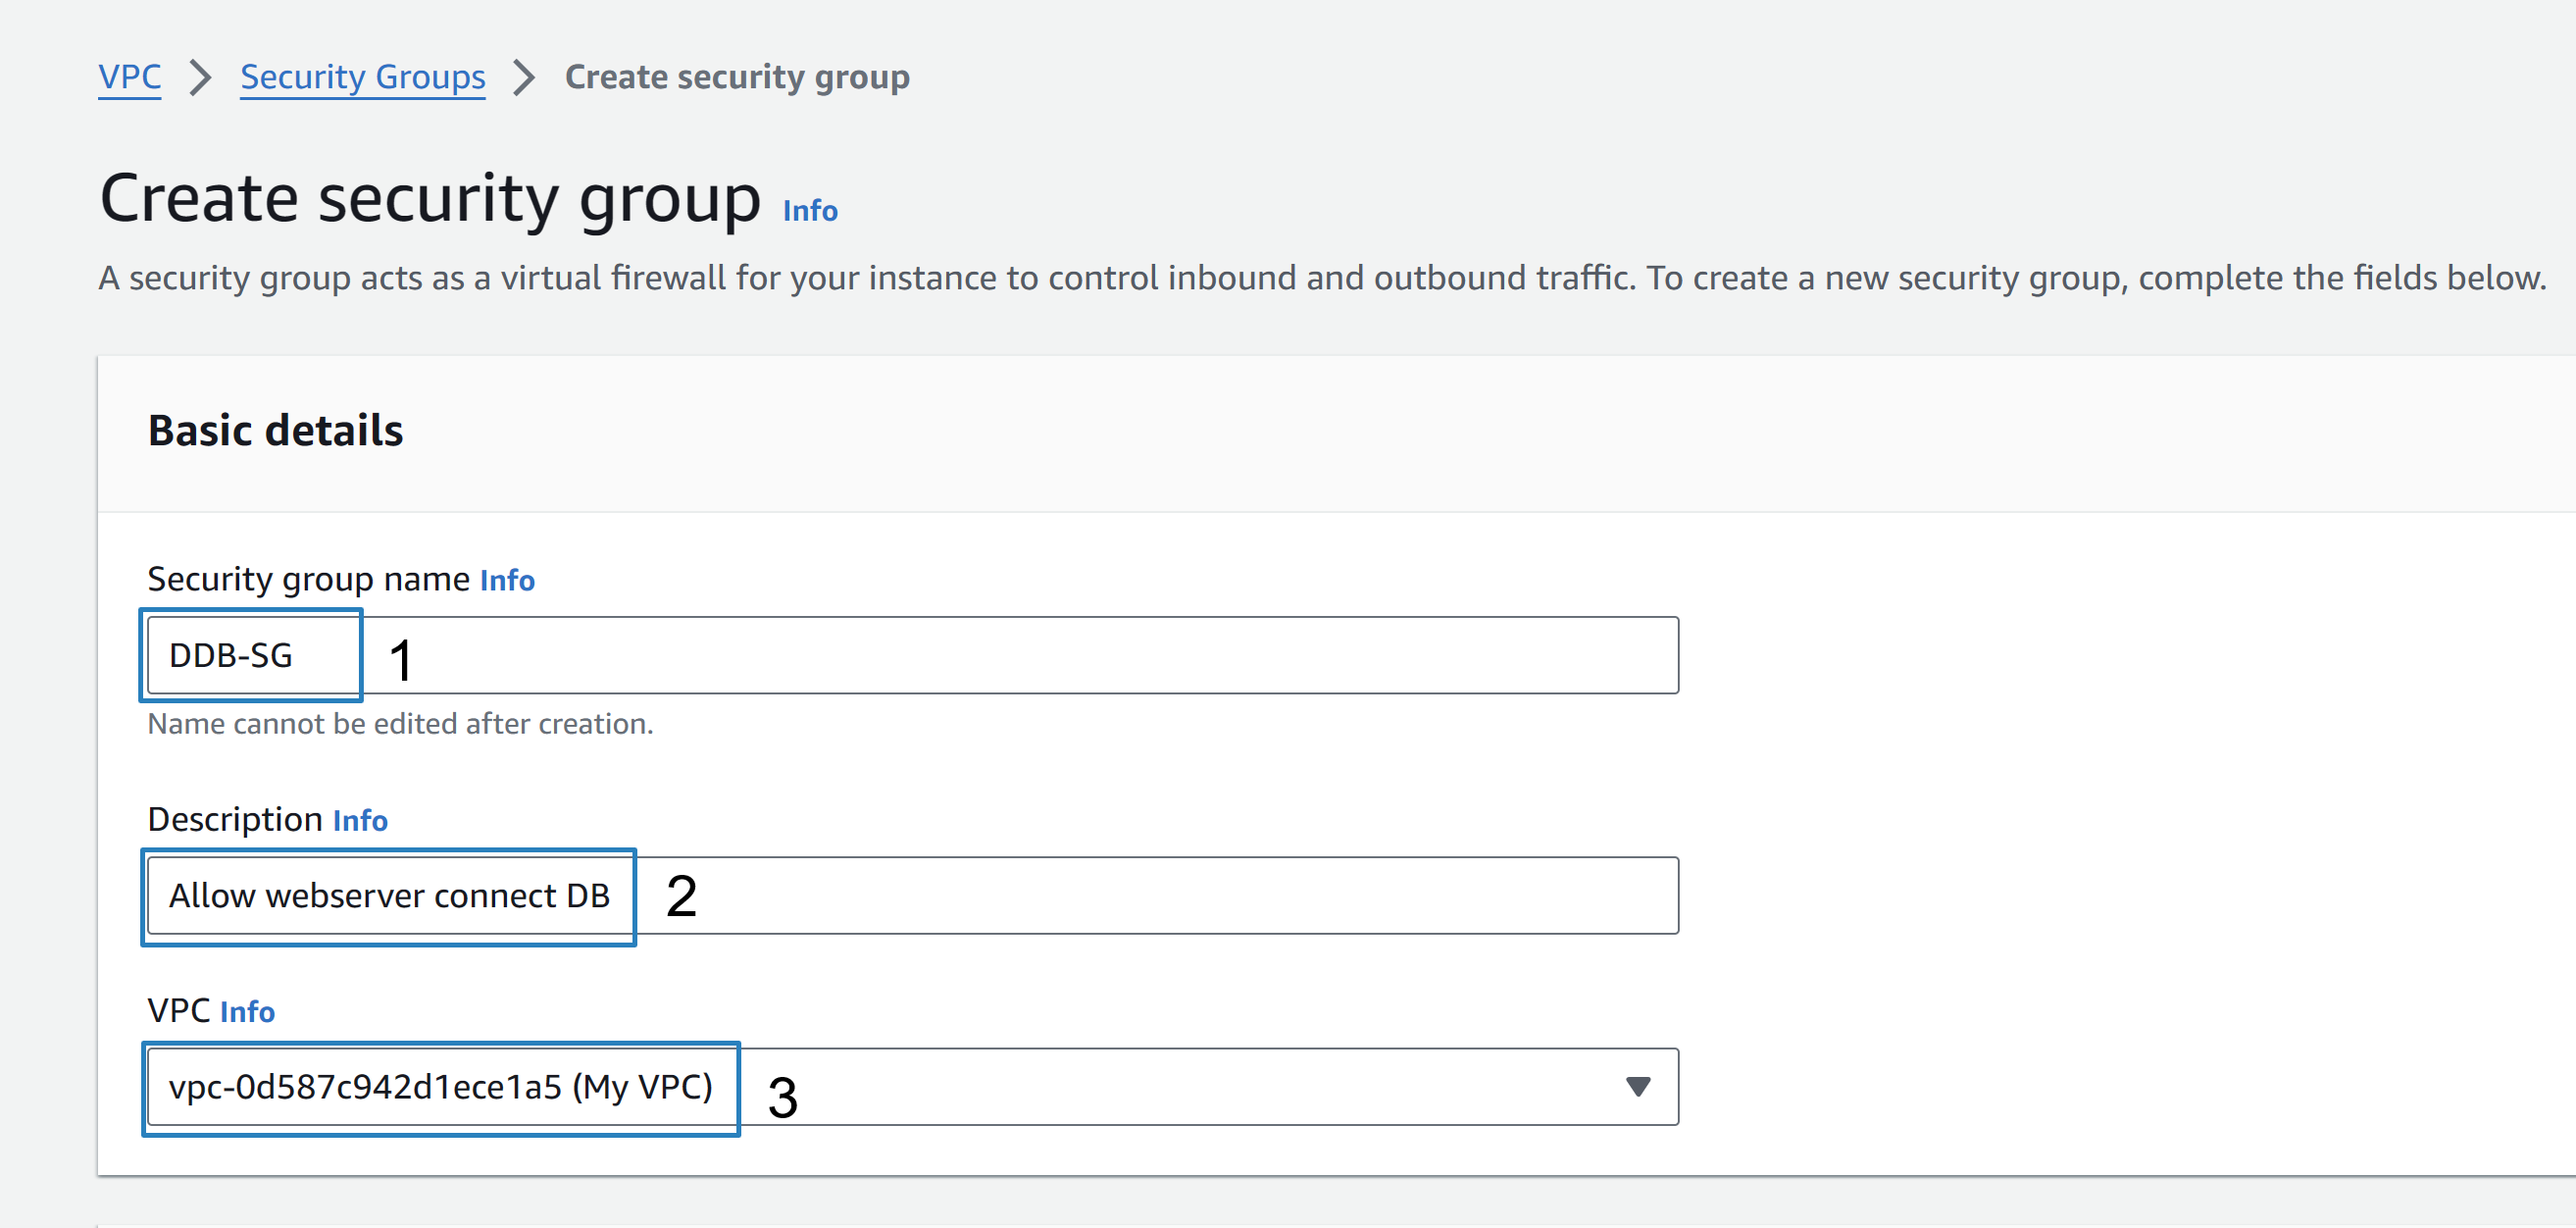 VPC > Security Groups > Create security group
Create security group Info
A security group acts as a virtual firewall for your instance to control inbound and outbound traffic. To create a new security group, complete the fields below.
Basic details
Security group name Info
DDB-SG 1
Name cannot be edited after creation.
Description Info
Allow webserver connect DB 2
VPC Info
vpc-0d587c942d1ece1a5 (My VPC) 3